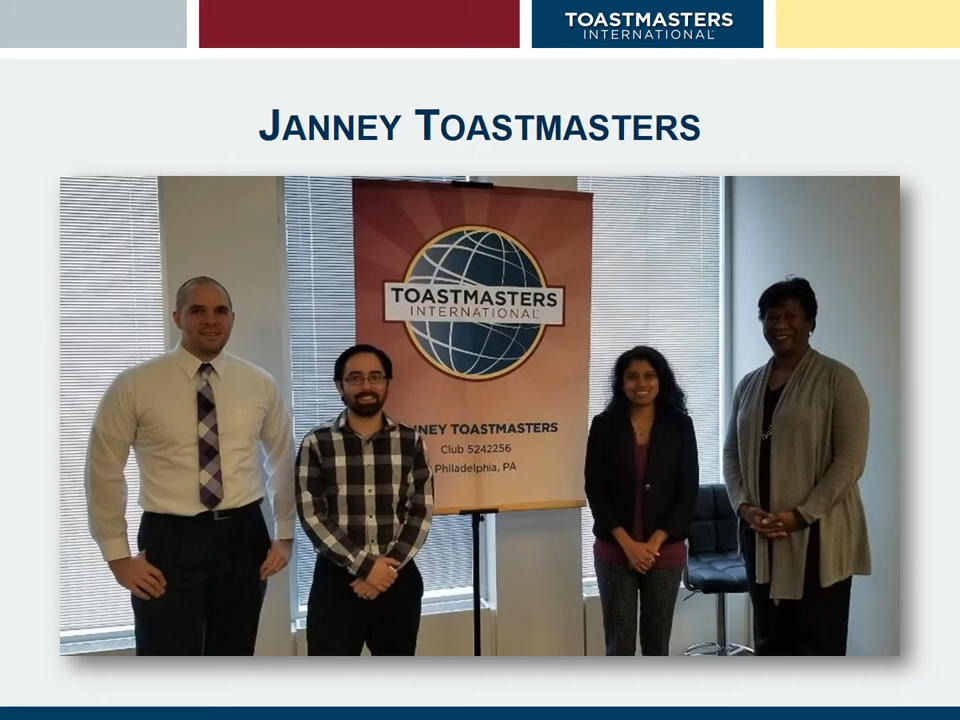 TOASTMASTERS
INTERNATIONAL
JANNEY TOASTMASTERS
TOASTMASTERS
INTERNATIONAL
NEY TOASTMASTERS
Club 5242256
Philadelphia, PA